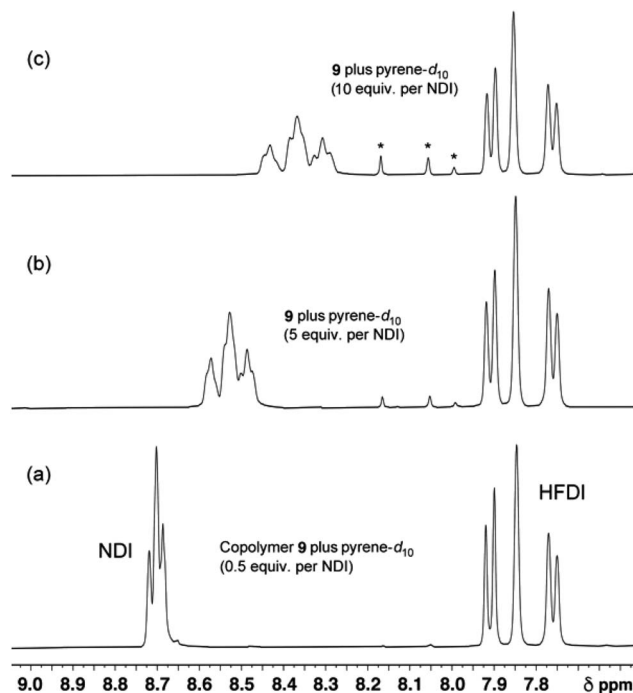 (c)
9 plus pyrene-d10
(10 equiv. per NDI)
* * *
(b)
9 plus pyrene-d10
(5 equiv. per NDI)
(a)
HFDI
NDI
Copolymer 9 plus pyrene-d10
(0.5 equiv. per NDI)
9.0 8.9 8.8 8.7 8.6 8.5 8.4 8.3 8.2 8.1 8.0 7.9 7.8 δ ppm